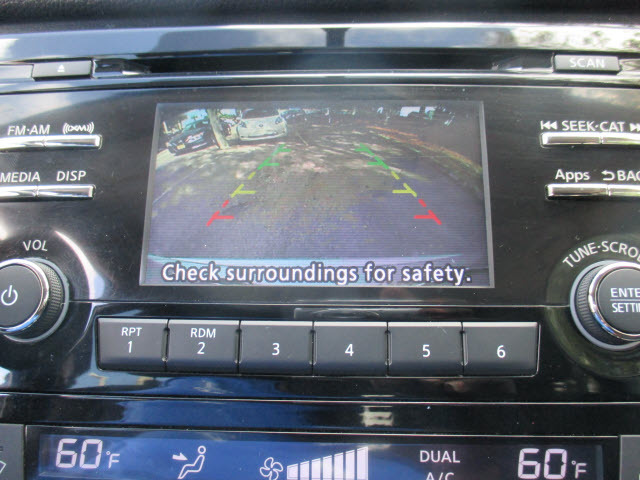 SCAN
FM·AM
SEEK·CAT
MEDIA DISP
Apps BAC
VOL
TUNE·SCRO
ENTE
SETTI
Check surroundings for safety.
RPT RDM
1 2 3 4 5 6
60°F DUAL 60°F
A/C